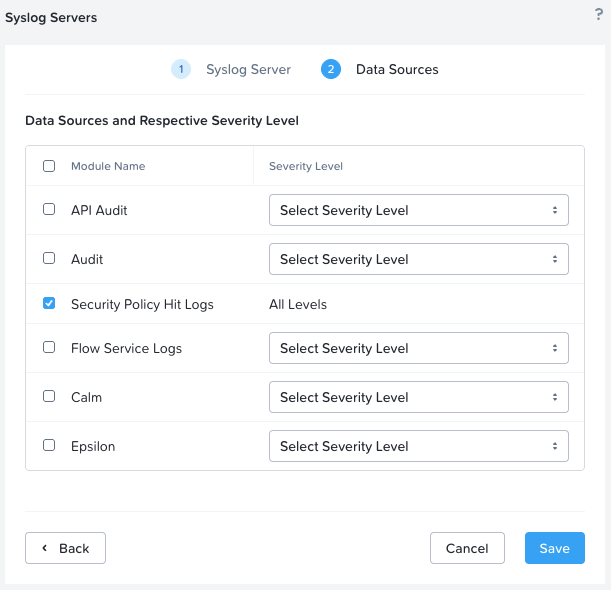 Syslog Servers
?
1 Syslog Server 2 Data Sources
Data Sources and Respective Severity Level
Module Name Severity Level
API Audit Select Severity Level
Audit Select Severity Level
Security Policy Hit Logs All Levels
Flow Service Logs Select Severity Level
Calm Select Severity Level
Epsilon Select Severity Level
Back Cancel Save